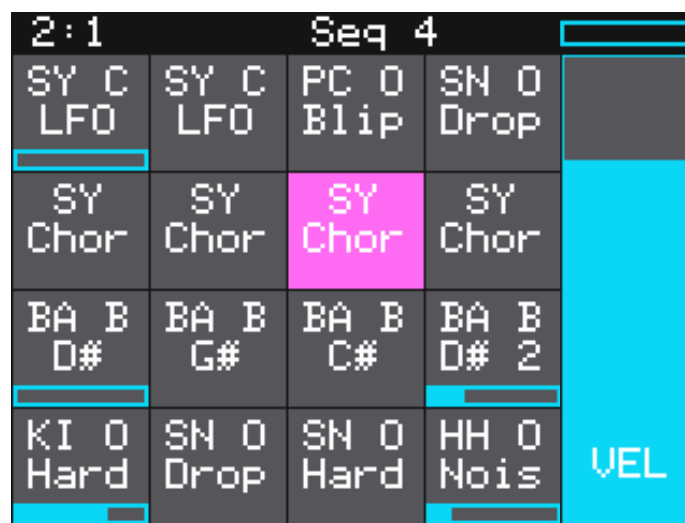 2:1 Seq 4
SY C SY C PC O SN O
LFO LFO Blip Drop
SY SY SY SY
Chor Chor Chor Chor
BA B BA B BA B BA B
D# G# C# D# 2
KI O SN O SN O HH O
Hard Drop Hard Nois
VEL